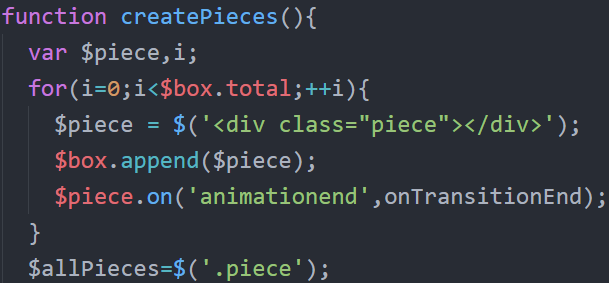 function createPieces(){
var $piece,i;
for(i=0;i<$box.total;++i){
$piece = $('<div class="piece"></div>');
$box.append($piece);
$piece.on('animationend',onTransitionEnd);
}
$allPieces=$('.piece');